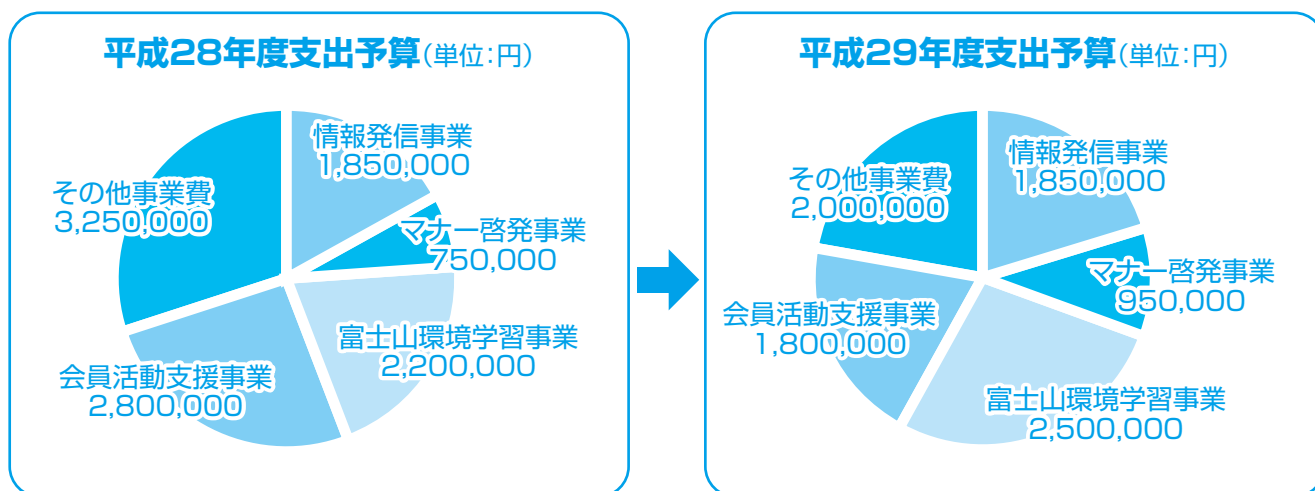 平成28年度支出予算(単位:円)
情報発信事業
1,850,000
マナー啓発事業
750,000
富士山環境学習事業
2,200,000
会員活動支援事業
2,800,000
その他事業費
3,250,000
平成29年度支出予算(単位:円)
情報発信事業
1,850,000
マナー啓発事業
950,000
富士山環境学習事業
2,500,000
会員活動支援事業
1,800,000
その他事業費
2,000,000